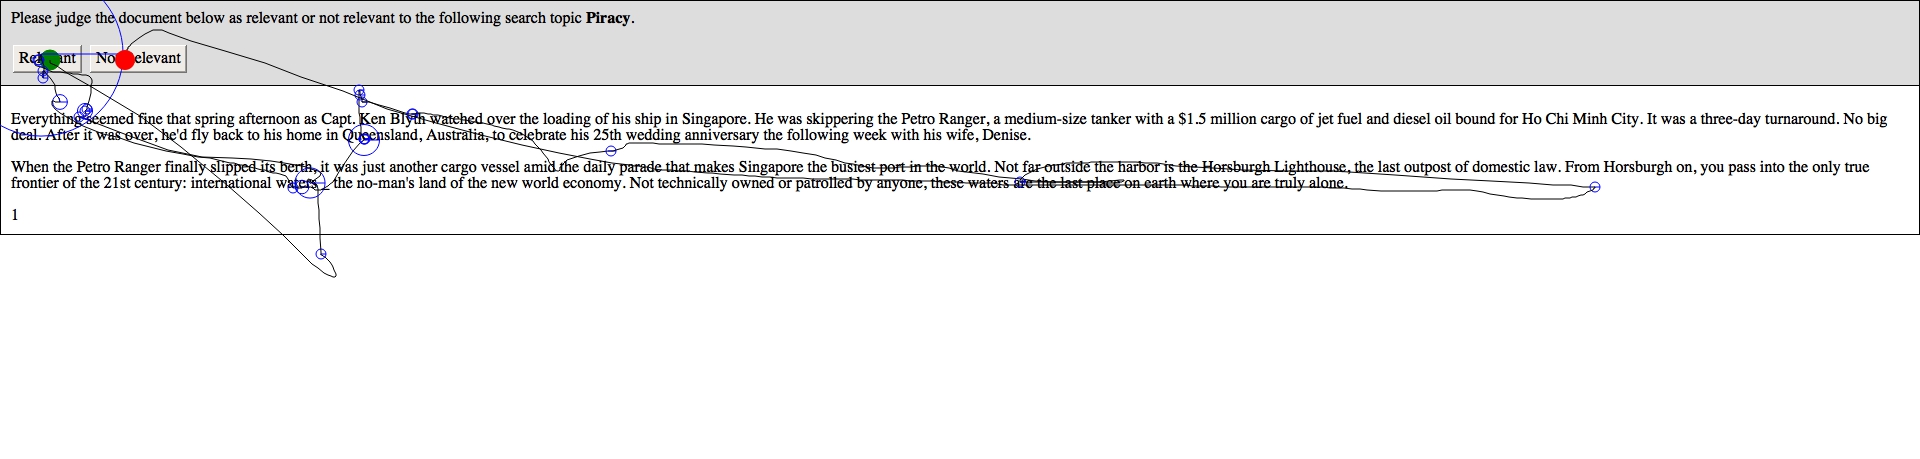 Please judge the document below as relevant or not relevant to the following search topic Piracy.
Relevant Not relevant
Everything seemed fine that spring afternoon as Capt. Ken Blyth watched over the loading of his ship in Singapore. He was skippering the Petro Ranger, a medium-size tanker with a $1.5 million cargo of jet fuel and diesel oil bound for Ho Chi Minh City. It was a three-day turnaround. No big
deal. After it was over, he'd fly back to his home in Queensland, Australia, to celebrate his 25th wedding anniversary the following week with his wife, Denise.
When the Petro Ranger finally slipped its berth, it was just another cargo vessel amid the daily parade that makes Singapore the busiest port in the world. Not far outside the harbor is the Horsburgh Lighthouse, the last outpost of domestic law. From Horsburgh on, you pass into the only true
frontier of the 21st century: international waters - the no-man's land of the new world economy. Not technically owned or patrolled by anyone, these waters are the last place on earth where you are truly alone.
1